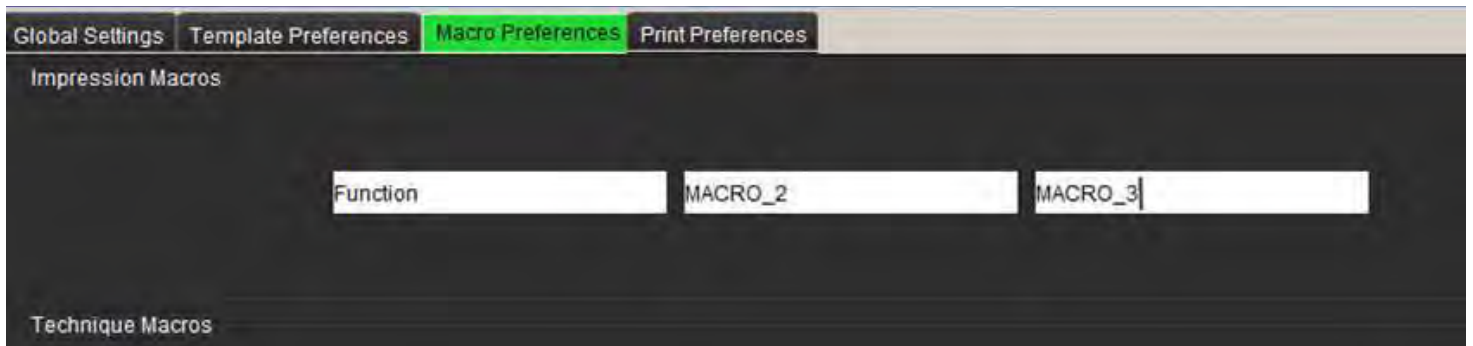 Global Settings Template Preferences Macro Preferences Print Preferences
Impression Macros
Function MACRO_2 MACRO_3
Technique Macros